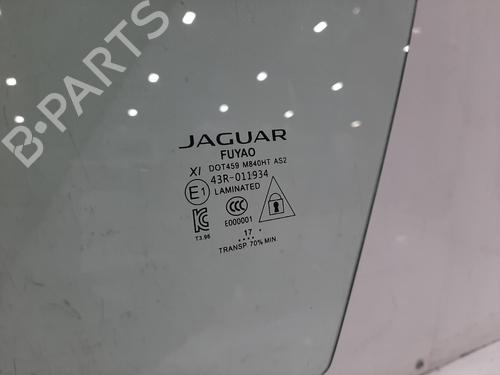 B-PARTS
JAGUAR
FUYAO
XI DOT459 M840HT AS2
E1 43R-011934
LAMINATED
E000001
T3.96
17
TRANSP. 70% MIN